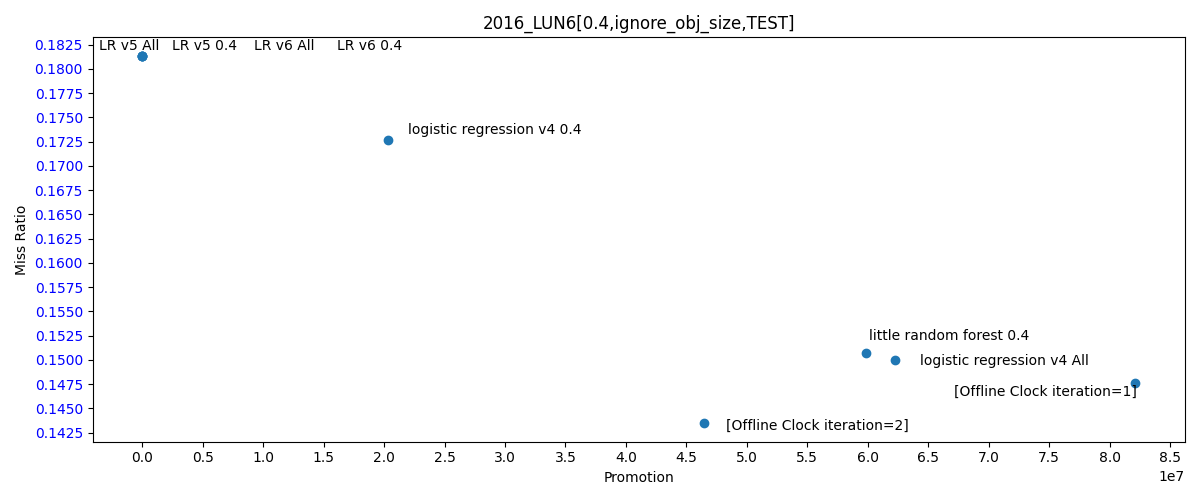 2016_LUN6[0.4,ignore_obj_size,TEST]
0.1825
0.1800
0.1775
0.1750
0.1725
0.1700
0.1675
0.1650
0.1625
0.1600
0.1575
0.1550
0.1525
0.1500
0.1475
0.1450
0.1425
Miss Ratio
LR v5 All LR v5 0.4 LR v6 All LR v6 0.4
logistic regression v4 0.4
little random forest 0.4
logistic regression v4 All
[Offline Clock iteration=1]
[Offline Clock iteration=2]
0.0 0.5 1.0 1.5 2.0 2.5 3.0 3.5 4.0 4.5 5.0 5.5 6.0 6.5 7.0 7.5 8.0 8.5
1e7
Promotion